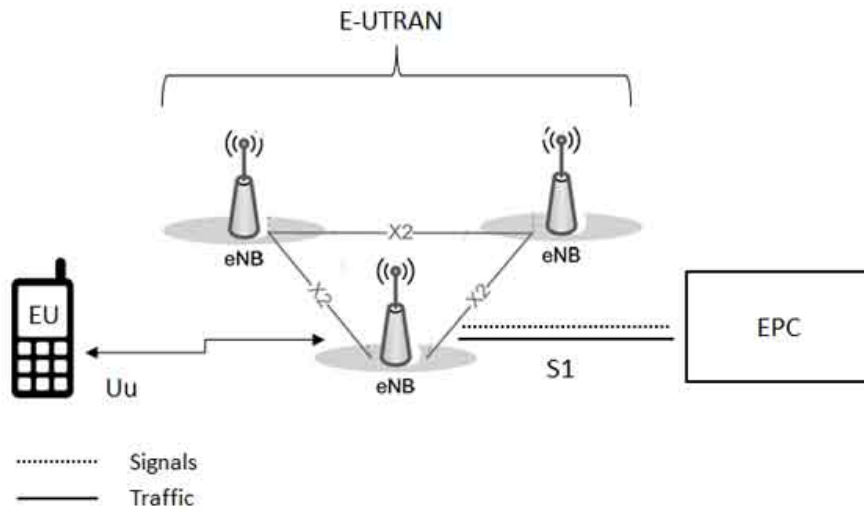 E-UTRAN
X2
eNB
eNB
X2
X2
EU
EPC
Uu
eNB
S1
Signals
Traffic